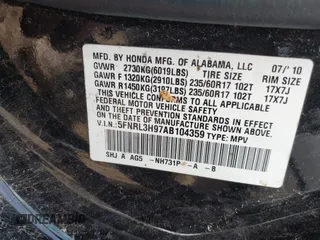 MFD. BY HONDA MFG. OF ALABAMA, LLC 07/'10
GVWR 2730KG(6019LBS) TIRE SIZE RIM SIZE
GAWR F 1320KG(2910LBS) 235/60R17 102T 17X7J
GAWR R1450KG(3197LBS) 235/60R17 102T 17X7J
THIS VEHICLE CONFORMS TO ALL APPLICABLE
FEDERAL MOTOR VEHICLE SAFETY AND
THEFT PREVENTION STANDARDS IN EFFECT ON THE DATE OF MANUFACTURE SHOWN ABOVE.
V.I.N.: 5FNRL3H97AB104359 TYPE: MPV
SHJ A AG5 -NH731P -A -B